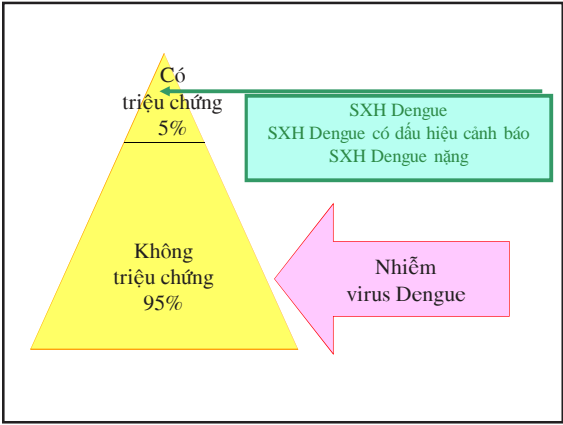 Có
triệu chứng
5%
SXH Dengue
SXH Dengue có dấu hiệu cảnh báo
SXH Dengue nặng
Không
triệu chứng
95%
Nhiễm
virus Dengue